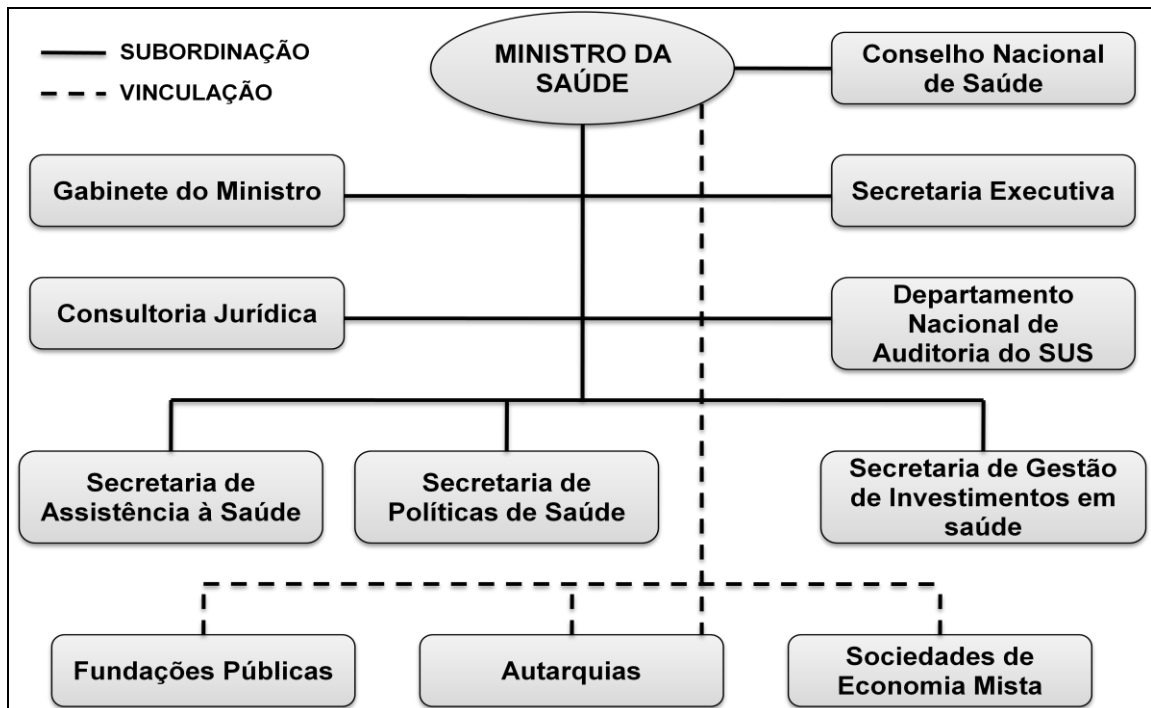 SUBORDINAÇÃO
VINCULAÇÃO
MINISTRO DA
SAÚDE
Conselho Nacional
de Saúde
Gabinete do Ministro
Secretaria Executiva
Consultoria Jurídica
Departamento
Nacional de
Auditoria do SUS
Secretaria de
Assistência à Saúde
Secretaria de
Políticas de Saúde
Secretaria de Gestão
de Investimentos em
saúde
Fundações Públicas
Autarquias
Sociedades de
Economia Mista